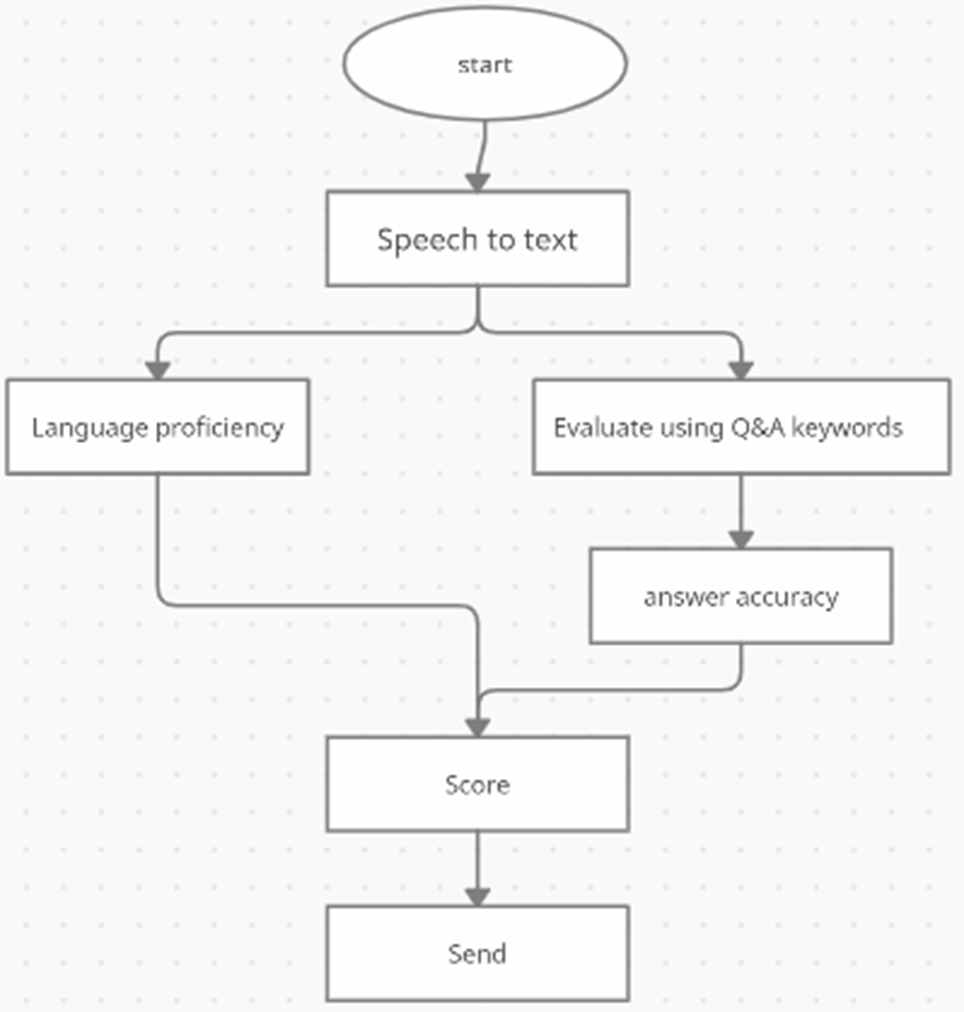 start
Speech to text
Language proficiency
Evaluate using Q&A keywords
answer accuracy
Score
Send